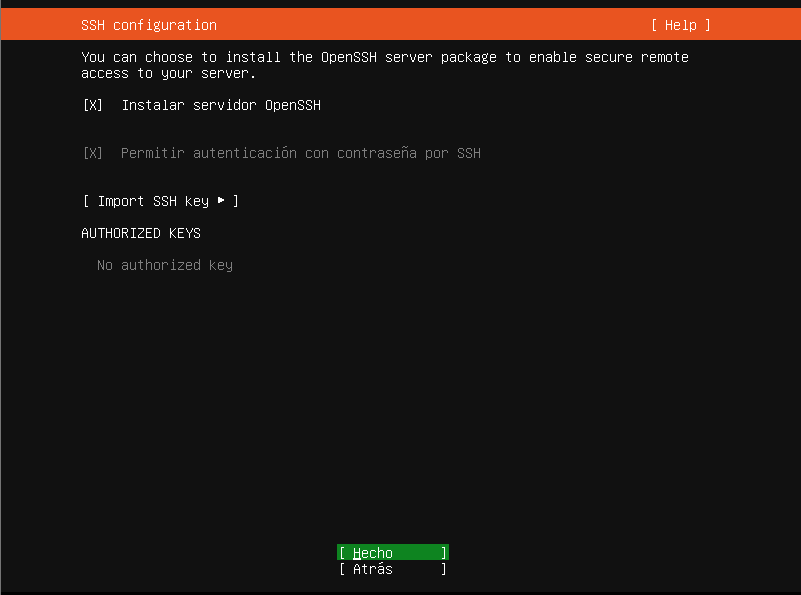 SSH configuration [ Help ]
You can choose to install the OpenSSH server package to enable secure remote
access to your server.
[X] Instalar servidor OpenSSH
[X] Permitir autenticación con contraseña por SSH
[ Import SSH key ▸ ]
AUTHORIZED KEYS
No authorized key
[ Hecho ]
[ Atrás ]